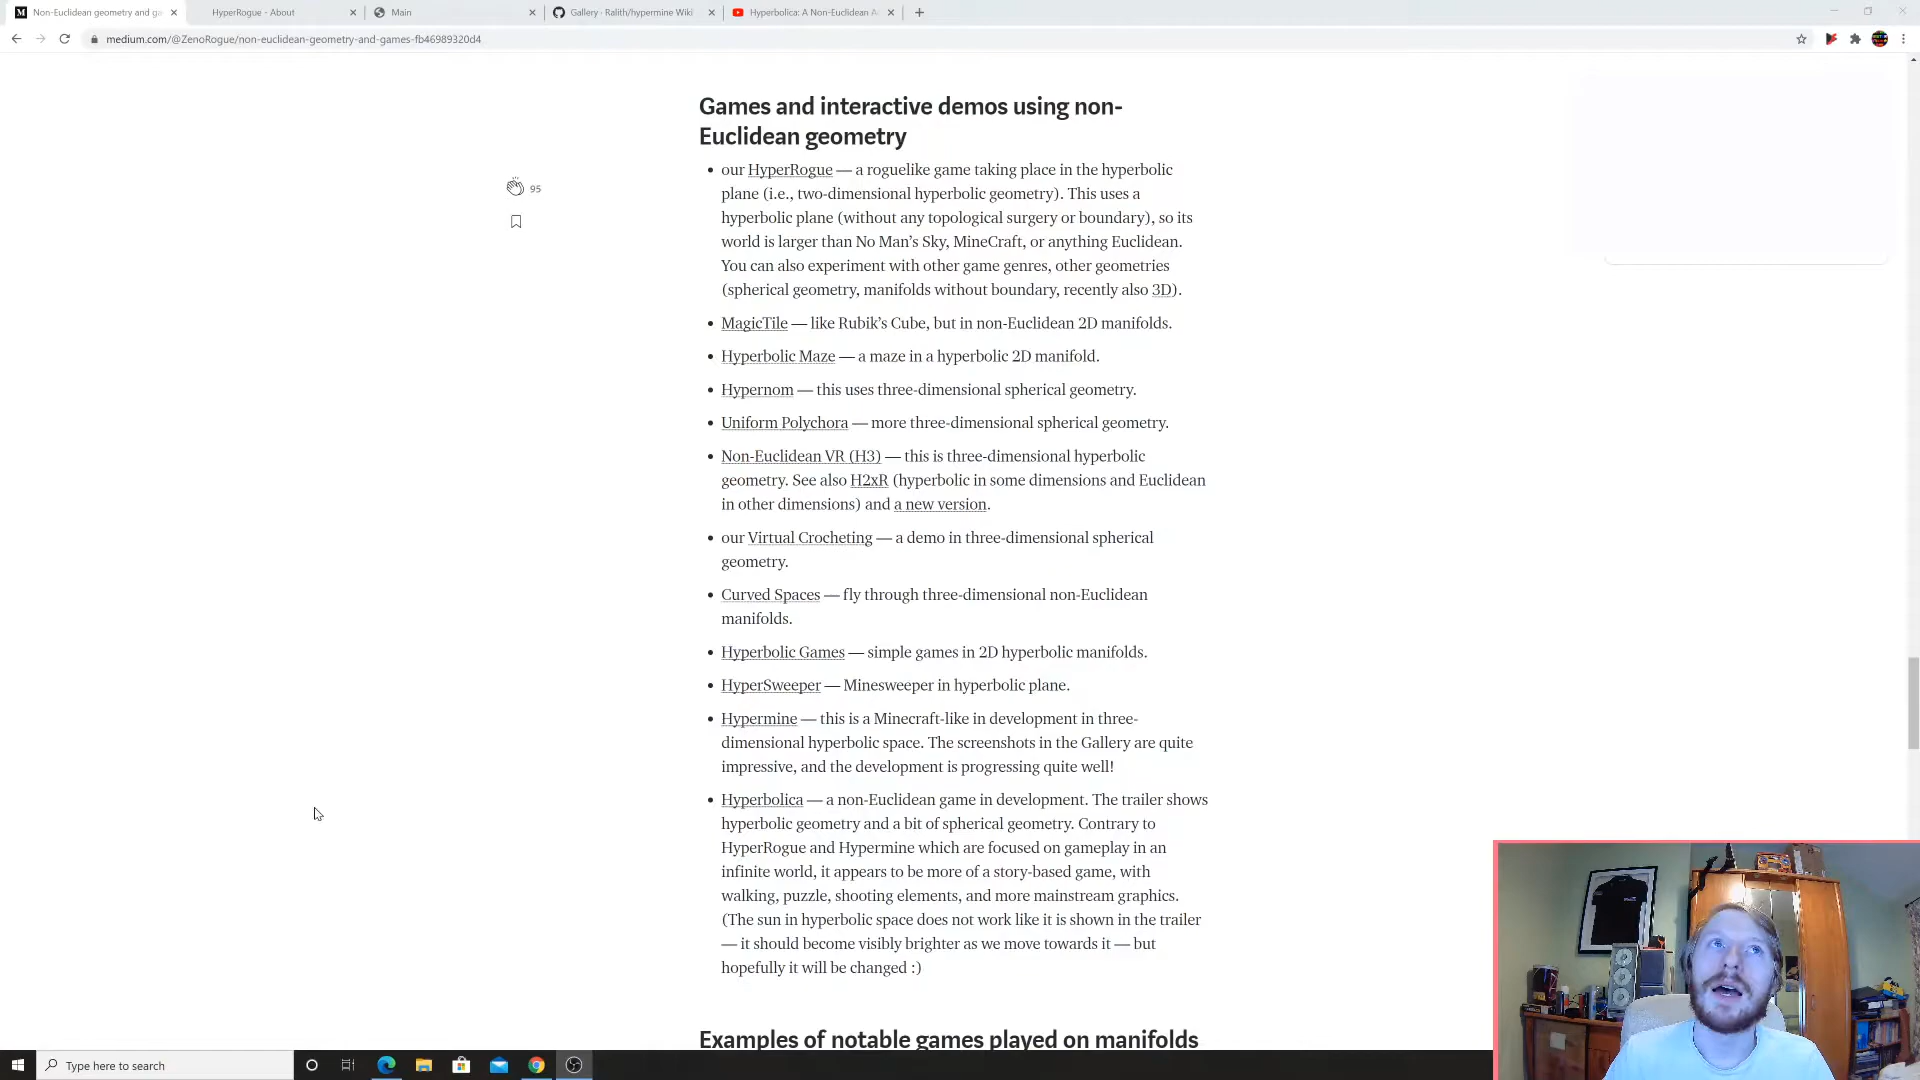 Non-Euclidean geometry and ga
HyperRogue - About
Main
Gallery · Ralith/hypermine Wiki
Hyperbolica: A Non-Euclidean A
medium.com/@ZenoRogue/non-euclidean-geometry-and-games-fb46989320d4
Games and interactive demos using non-
Euclidean geometry
95
• our HyperRogue — a roguelike game taking place in the hyperbolic
plane (i.e., two-dimensional hyperbolic geometry). This uses a
hyperbolic plane (without any topological surgery or boundary), so its
world is larger than No Man’s Sky, MineCraft, or anything Euclidean.
You can also experiment with other game genres, other geometries
(spherical geometry, manifolds without boundary, recently also 3D).
• MagicTile — like Rubik’s Cube, but in non-Euclidean 2D manifolds.
• Hyperbolic Maze — a maze in a hyperbolic 2D manifold.
• Hypernom — this uses three-dimensional spherical geometry.
• Uniform Polychora — more three-dimensional spherical geometry.
• Non-Euclidean VR (H3) — this is three-dimensional hyperbolic
geometry. See also H2xR (hyperbolic in some dimensions and Euclidean
in other dimensions) and a new version.
• our Virtual Crocheting — a demo in three-dimensional spherical
geometry.
• Curved Spaces — fly through three-dimensional non-Euclidean
manifolds.
• Hyperbolic Games — simple games in 2D hyperbolic manifolds.
• HyperSweeper — Minesweeper in hyperbolic plane.
• Hypermine — this is a Minecraft-like in development in three-
dimensional hyperbolic space. The screenshots in the Gallery are quite
impressive, and the development is progressing quite well!
• Hyperbolica — a non-Euclidean game in development. The trailer shows
hyperbolic geometry and a bit of spherical geometry. Contrary to
HyperRogue and Hypermine which are focused on gameplay in an
infinite world, it appears to be more of a story-based game, with
walking, puzzle, shooting elements, and more mainstream graphics.
(The sun in hyperbolic space does not work like it is shown in the trailer
— it should become visibly brighter as we move towards it — but
hopefully it will be changed :)
Examples of notable games played on manifolds
Type here to search